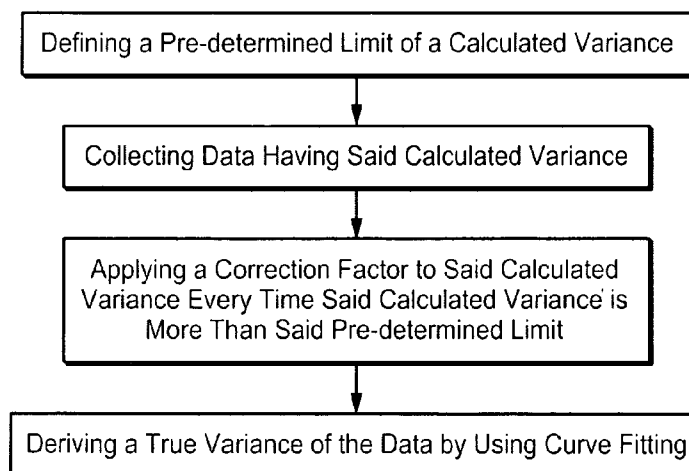 Defining a Pre-determined Limit of a Calculated Variance
Collecting Data Having Said Calculated Variance
Applying a Correction Factor to Said Calculated
Variance Every Time Said Calculated Variance is
More Than Said Pre-determined Limit
Deriving a True Variance of the Data by Using Curve Fitting